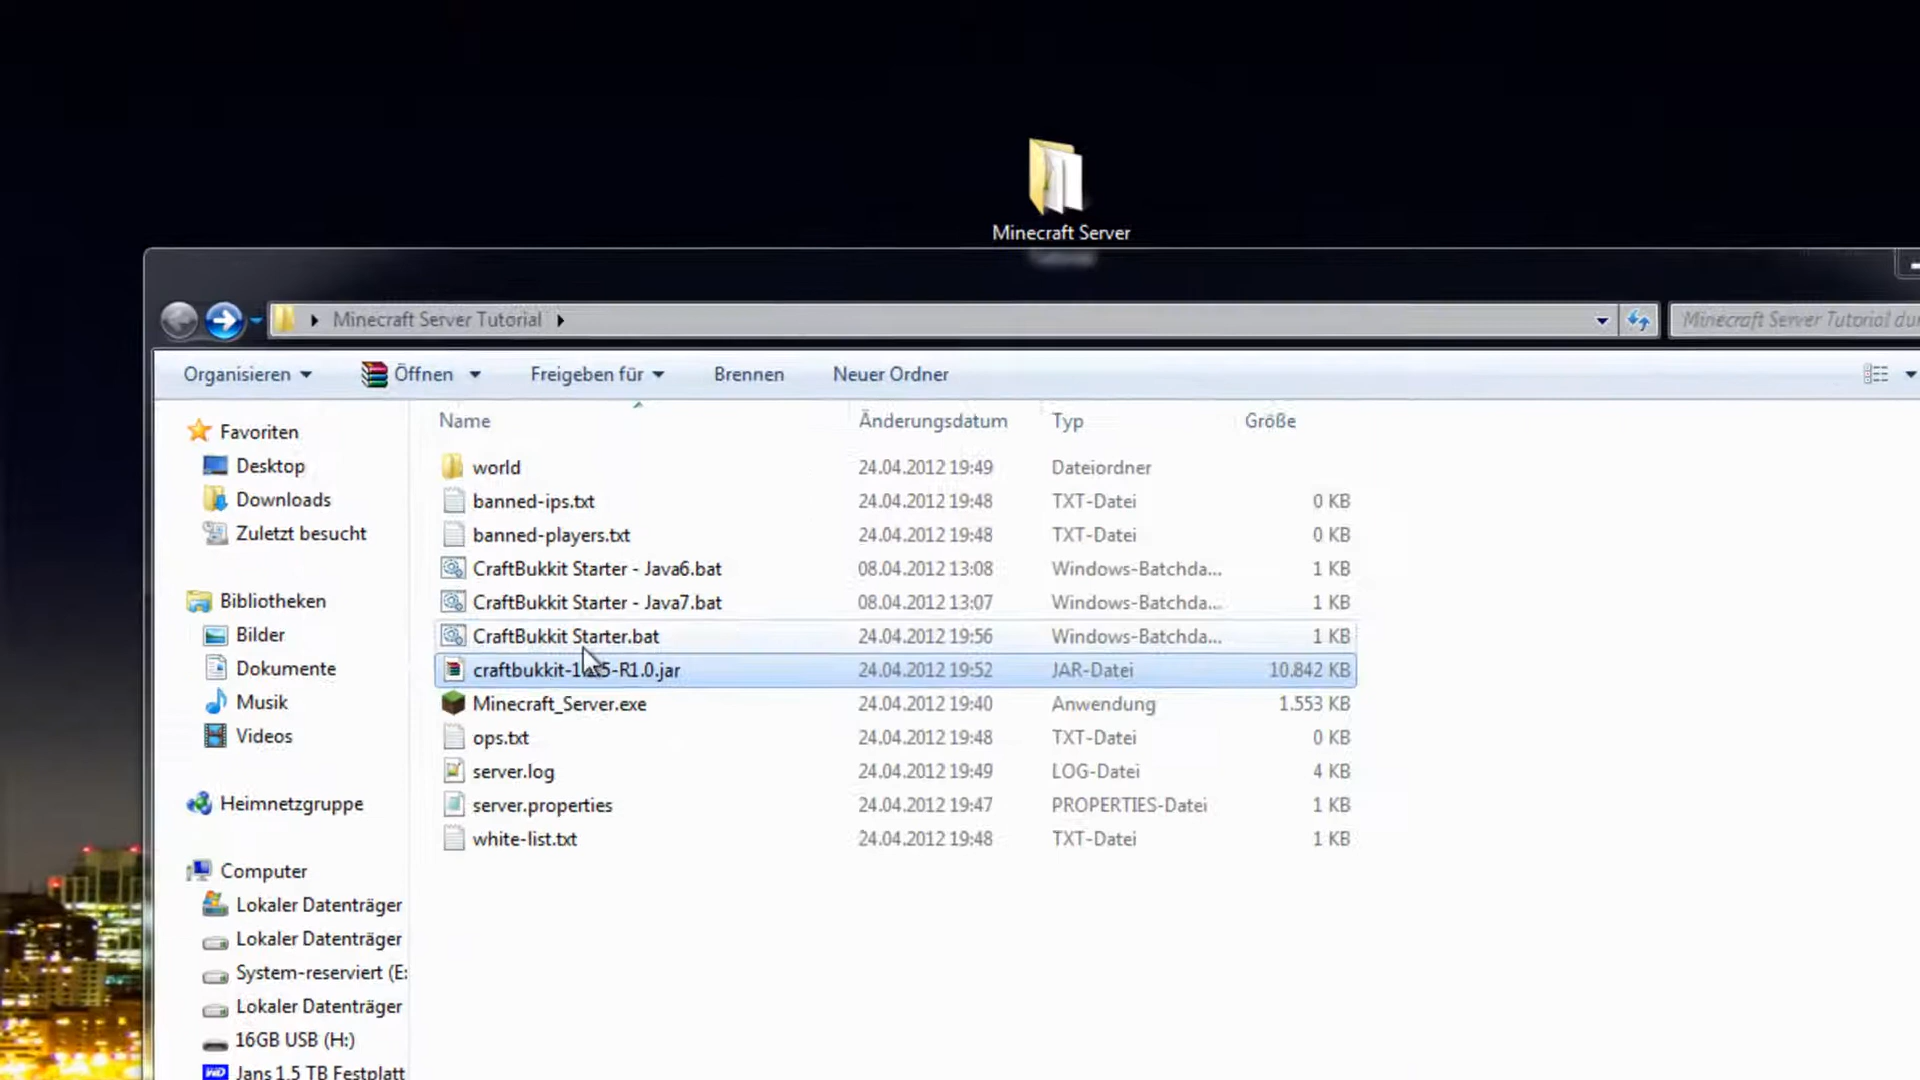 Minecraft Server
Minecraft Server Tutorial
Minecraft Server Tutorial du
Organisieren Öffnen Freigeben für Brennen Neuer Ordner
Name Änderungsdatum Typ Größe
Favoriten
Desktop
Downloads
Zuletzt besucht
Bibliotheken
Bilder
Dokumente
Musik
Videos
Heimnetzgruppe
Computer
Lokaler Datenträger
Lokaler Datenträger
System-reserviert (E:
Lokaler Datenträger
16GB USB (H:)
WD Jans 1.5 TB Festplatt
world 24.04.2012 19:49 Dateiordner
banned-ips.txt 24.04.2012 19:48 TXT-Datei 0 KB
banned-players.txt 24.04.2012 19:48 TXT-Datei 0 KB
CraftBukkit Starter - Java6.bat 08.04.2012 13:08 Windows-Batchda... 1 KB
CraftBukkit Starter - Java7.bat 08.04.2012 13:07 Windows-Batchda... 1 KB
CraftBukkit Starter.bat 24.04.2012 19:56 Windows-Batchda... 1 KB
24.04.2012 19:52 JAR-Datei 10.842 KB
Minecraft_Server.exe 24.04.2012 19:40 Anwendung 1.553 KB
ops.txt 24.04.2012 19:48 TXT-Datei 0 KB
server.log 24.04.2012 19:49 LOG-Datei 4 KB
server.properties 24.04.2012 19:47 PROPERTIES-Datei 1 KB
white-list.txt 24.04.2012 19:48 TXT-Datei 1 KB